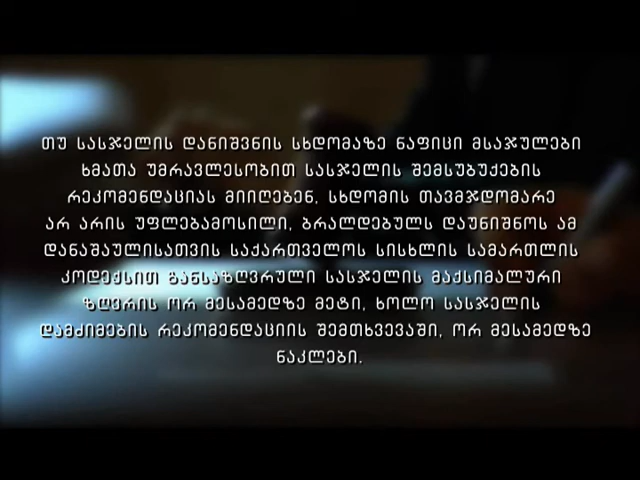 თუ სასჯელის დანიშვნის სხდომაზე ნაფიცი მსაჯულები
ხმათა უმრავლესობით სასჯელის შემსუბუქების
რეკომენდაციას მიიღებენ, სხდომის თავმჯდომარე
არ არის უფლებამოსილი, ბრალდებულს დაუნიშნოს ამ
დანაშაულისათვის საქართველოს სისხლის სამართლის
კოდექსით განსაზღვრული სასჯელის მაქსიმალური
ზღვრის ორ მესამედზე მეტი, ხოლო სასჯელის
დამძიმების რეკომენდაციის შემთხვევაში, ორ მესამედზე
ნაკლები.